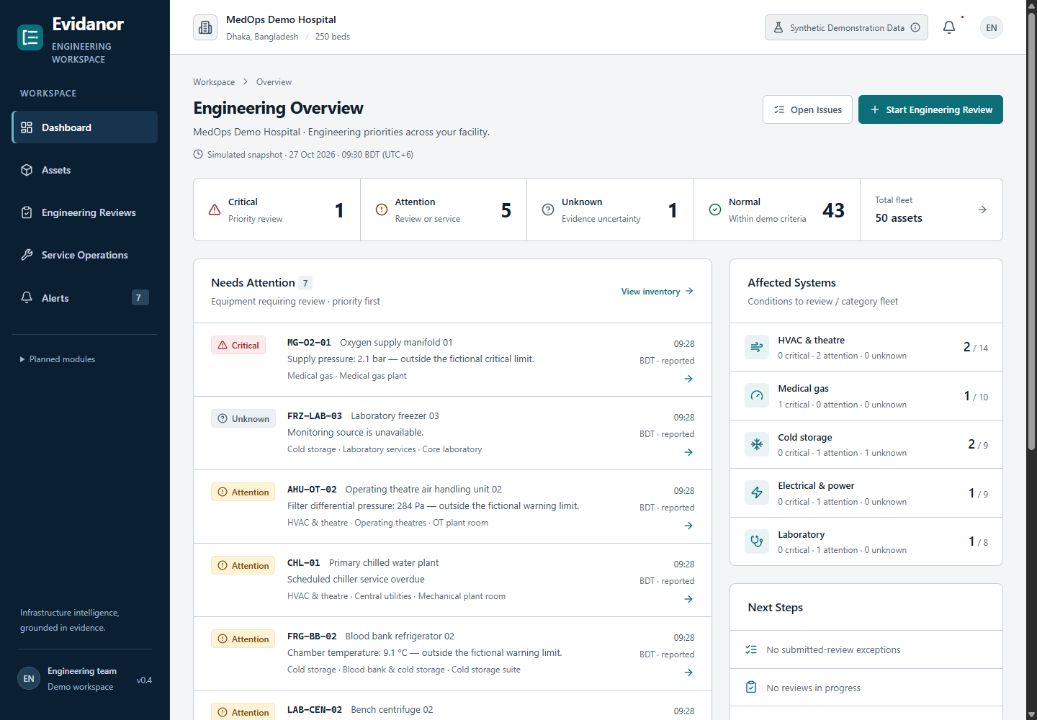 Evidanor
ENGINEERING
WORKSPACE
WORKSPACE
Dashboard
Assets
Engineering Reviews
Service Operations
Alerts 7
Planned modules
Infrastructure intelligence,
grounded in evidence.
EN
Engineering team
Demo workspace
v0.4
MedOps Demo Hospital
Dhaka, Bangladesh / 250 beds
Synthetic Demonstration Data
EN
Workspace > Overview
Engineering Overview
MedOps Demo Hospital · Engineering priorities across your facility.
Simulated snapshot · 27 Oct 2026 · 09:30 BDT (UTC+6)
Open Issues
+ Start Engineering Review
Critical
Priority review
1
Attention
Review or service
5
Unknown
Evidence uncertainty
1
Normal
Within demo criteria
43
Total fleet
50 assets
Needs Attention 7
Equipment requiring review · priority first
View inventory
Critical
MG-O2-01 Oxygen supply manifold 01
Supply pressure: 2.1 bar — outside the fictional critical limit.
Medical gas · Medical gas plant
09:28
BDT · reported
Unknown
FRZ-LAB-03 Laboratory freezer 03
Monitoring source is unavailable.
Cold storage · Laboratory services · Core laboratory
09:28
BDT · reported
Attention
AHU-OT-02 Operating theatre air handling unit 02
Filter differential pressure: 284 Pa — outside the fictional warning limit.
HVAC & theatre · Operating theatres · OT plant room
09:28
BDT · reported
Attention
CHL-01 Primary chilled water plant
Scheduled chiller service overdue
HVAC & theatre · Central utilities · Mechanical plant room
09:28
BDT · reported
Attention
FRG-BB-02 Blood bank refrigerator 02
Chamber temperature: 9.1 °C — outside the fictional warning limit.
Cold storage · Blood bank & cold storage · Cold storage suite
09:28
BDT · reported
Attention
LAB-CEN-02 Bench centrifuge 02
09:28
Affected Systems
Conditions to review / category fleet
HVAC & theatre
0 critical · 2 attention · 0 unknown
2 / 14
Medical gas
1 critical · 0 attention · 0 unknown
1 / 10
Cold storage
0 critical · 1 attention · 1 unknown
2 / 9
Electrical & power
0 critical · 1 attention · 0 unknown
1 / 9
Laboratory
0 critical · 1 attention · 0 unknown
1 / 8
Next Steps
No submitted-review exceptions
No reviews in progress